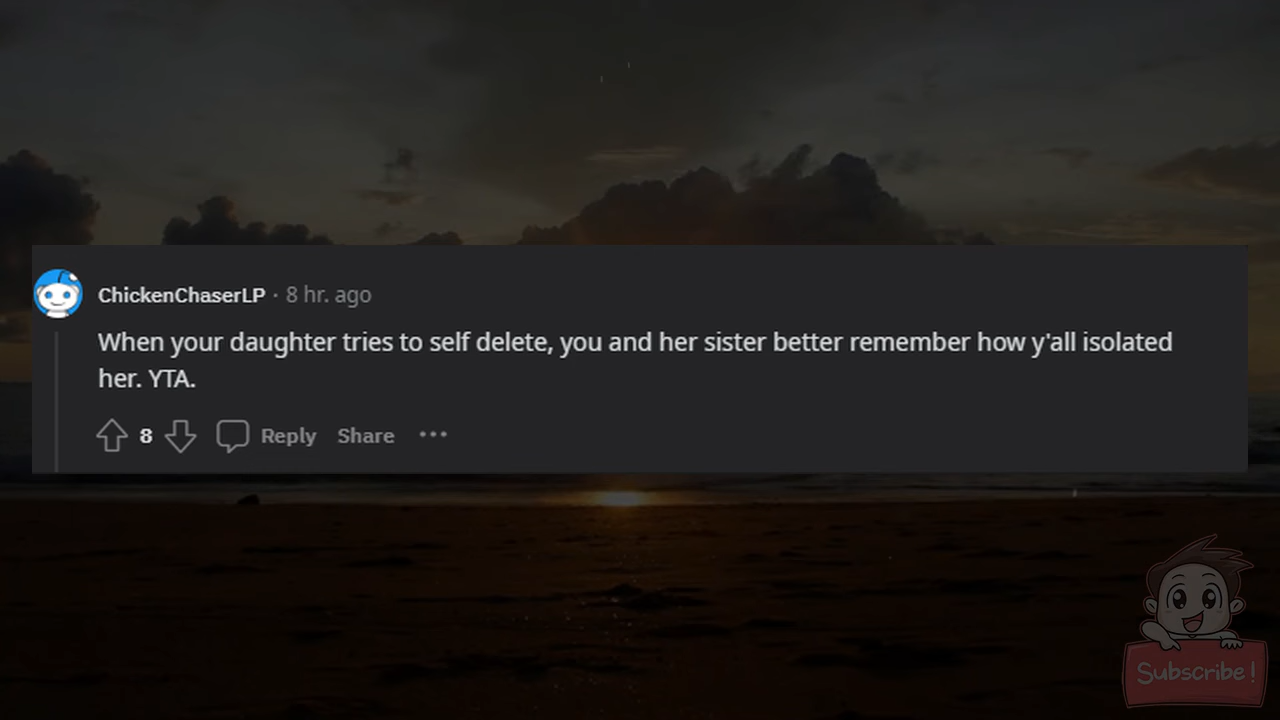 ChickenChaserLP · 8 hr. ago
When your daughter tries to self delete, you and her sister better remember how y'all isolated
her. YTA.
8 Reply Share ···
Subscribe!